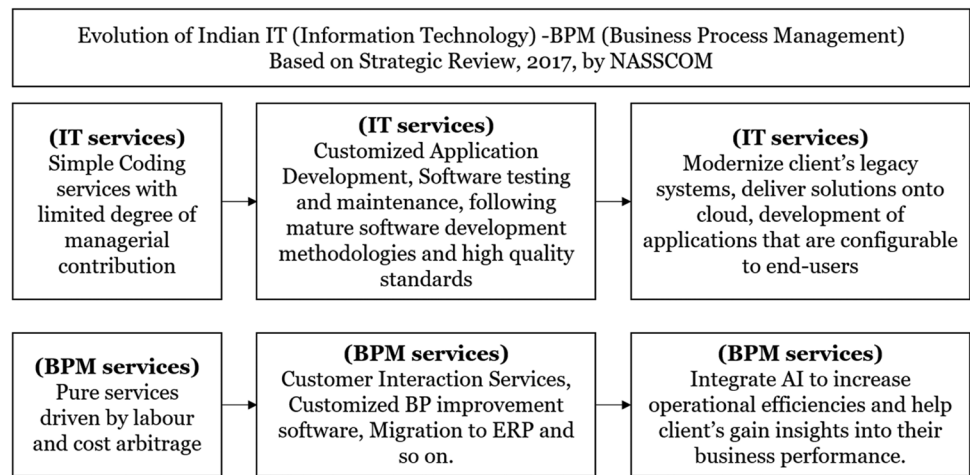 Evolution of Indian IT (Information Technology) -BPM (Business Process Management)
Based on Strategic Review, 2017, by NASSCOM
(IT services)
Simple Coding
services with
limited degree of
managerial
contribution
(IT services)
Customized Application
Development, Software testing
and maintenance, following
mature software development
methodologies and high quality
standards
(IT services)
Modernize client's legacy
systems, deliver solutions onto
cloud, development of
applications that are configurable
to end-users
(BPM services)
Pure services
driven by labour
and cost arbitrage
(BPM services)
Customer Interaction Services,
Customized BP improvement
software, Migration to ERP and
so on.
(BPM services)
Integrate AI to increase
operational efficiencies and help
client's gain insights into their
business performance.